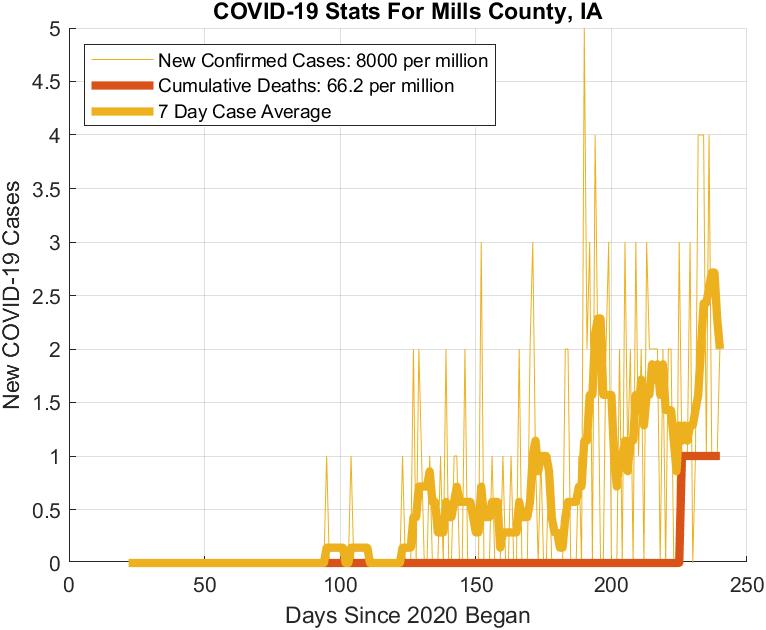 COVID-19 Stats For Mills County, IA
New Confirmed Cases: 8000 per million
Cumulative Deaths: 66.2 per million
7 Day Case Average
New COVID-19 Cases
5
4.5
4
3.5
3
2.5
2
1.5
1
0.5
0
0 50 100 150 200 250
Days Since 2020 Began